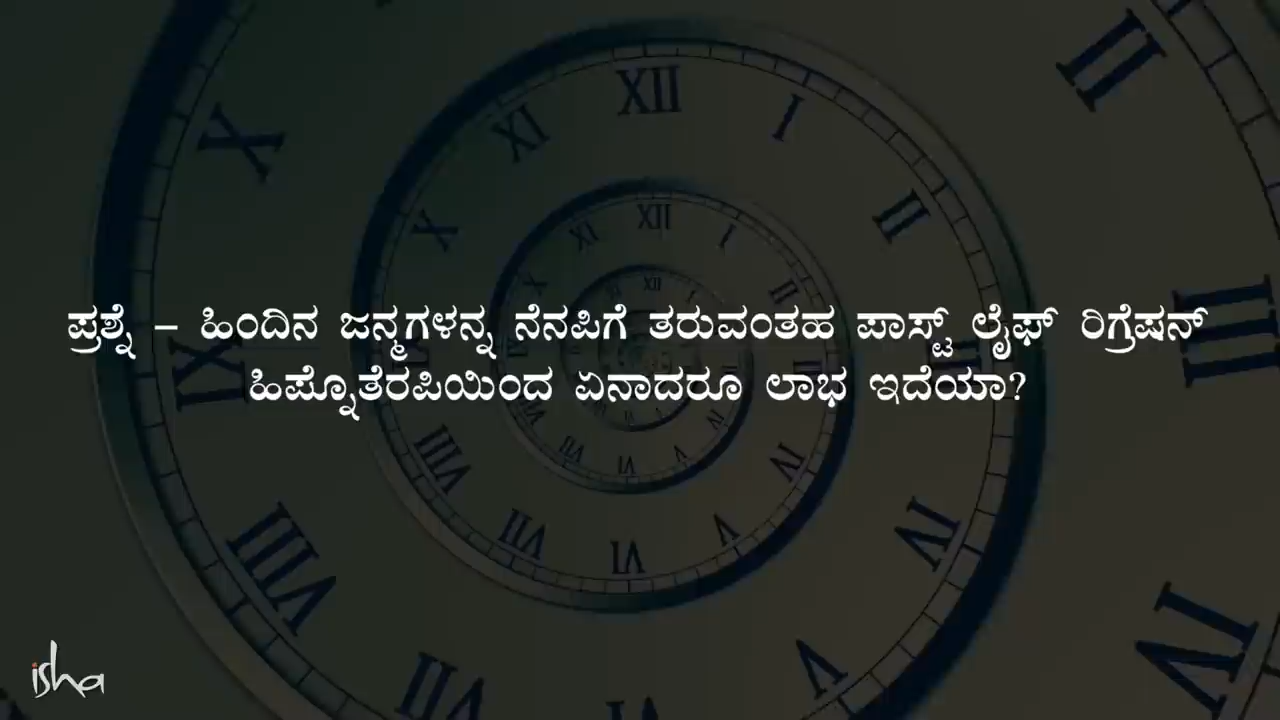 ಪ್ರಶ್ನೆ – ಹಿಂದಿನ ಜನ್ಮಗಳನ್ನ ನೆನಪಿಗೆ ತರುವಂತಹ ಪಾಸ್ಟ್ ಲೈಫ್ ರಿಗ್ರೆಷನ್
ಹಿಪ್ನೊತೆರಪಿಯಿಂದ ಏನಾದರೂ ಲಾಭ ಇದೆಯಾ?
isha